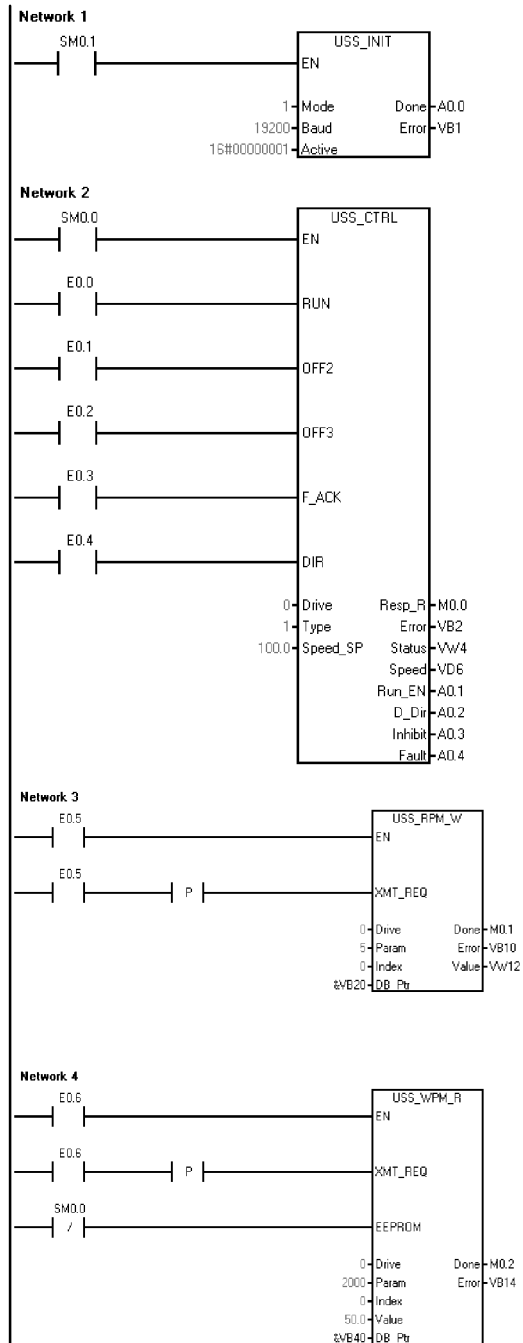 Network 1
SM0.1
USS_INIT
EN
1 Mode Done A0.0
19200 Baud Error VB1
16#00000001 Active
Network 2
SM0.0
USS_CTRL
EN
E0.0
RUN
E0.1
OFF2
E0.2
OFF3
E0.3
F_ACK
E0.4
DIR
0 Drive Resp_R M0.0
1 Type Error VB2
100.0 Speed_SP Status VW4
Speed VD6
Run_EN A0.1
D_Dir A0.2
Inhibit A0.3
Fault A0.4
Network 3
E0.5
USS_RPM_W
EN
E0.5
P
XMT_REQ
0 Drive Done M0.1
5 Param Error VB10
0 Index Value VW12
&VB20 DB_Ptr
Network 4
E0.6
USS_WPM_R
EN
E0.6
P
XMT_REQ
SM0.0
/
EEPROM
0 Drive Done M0.2
2000 Param Error VB14
0 Index
50.0 Value
&VB40 DB_Ptr